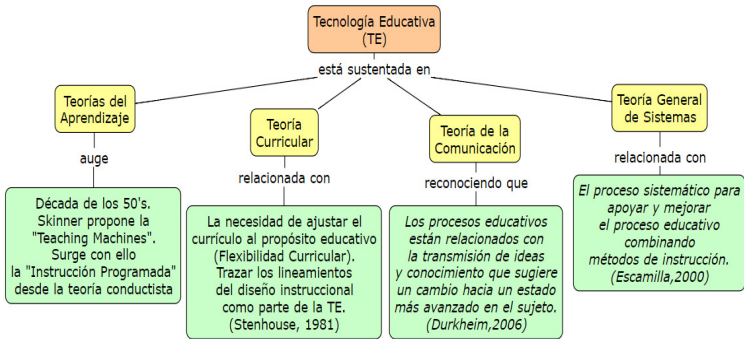 Tecnología Educativa
(TE)
está sustentada en
Teorías del
Aprendizaje
Teoría
Curricular
Teoría de la
Comunicación
Teoría General
de Sistemas
auge
relacionada con
reconociendo que
relacionada con
Década de los 50's.
Skinner propone la
"Teaching Machines".
Surge con ello
la "Instrucción Programada"
desde la teoría conductista
La necesidad de ajustar el
currículo al propósito educativo
(Flexibilidad Curricular).
Trazar los lineamientos
del diseño instruccional
como parte de la TE.
(Stenhouse, 1981)
Los procesos educativos
están relacionados con
la transmisión de ideas
y conocimiento que sugiere
un cambio hacia un estado
más avanzado en el sujeto.
(Durkheim,2006)
El proceso sistemático para
apoyar y mejorar
el proceso educativo
combinando
métodos de instrucción.
(Escamilla,2000)